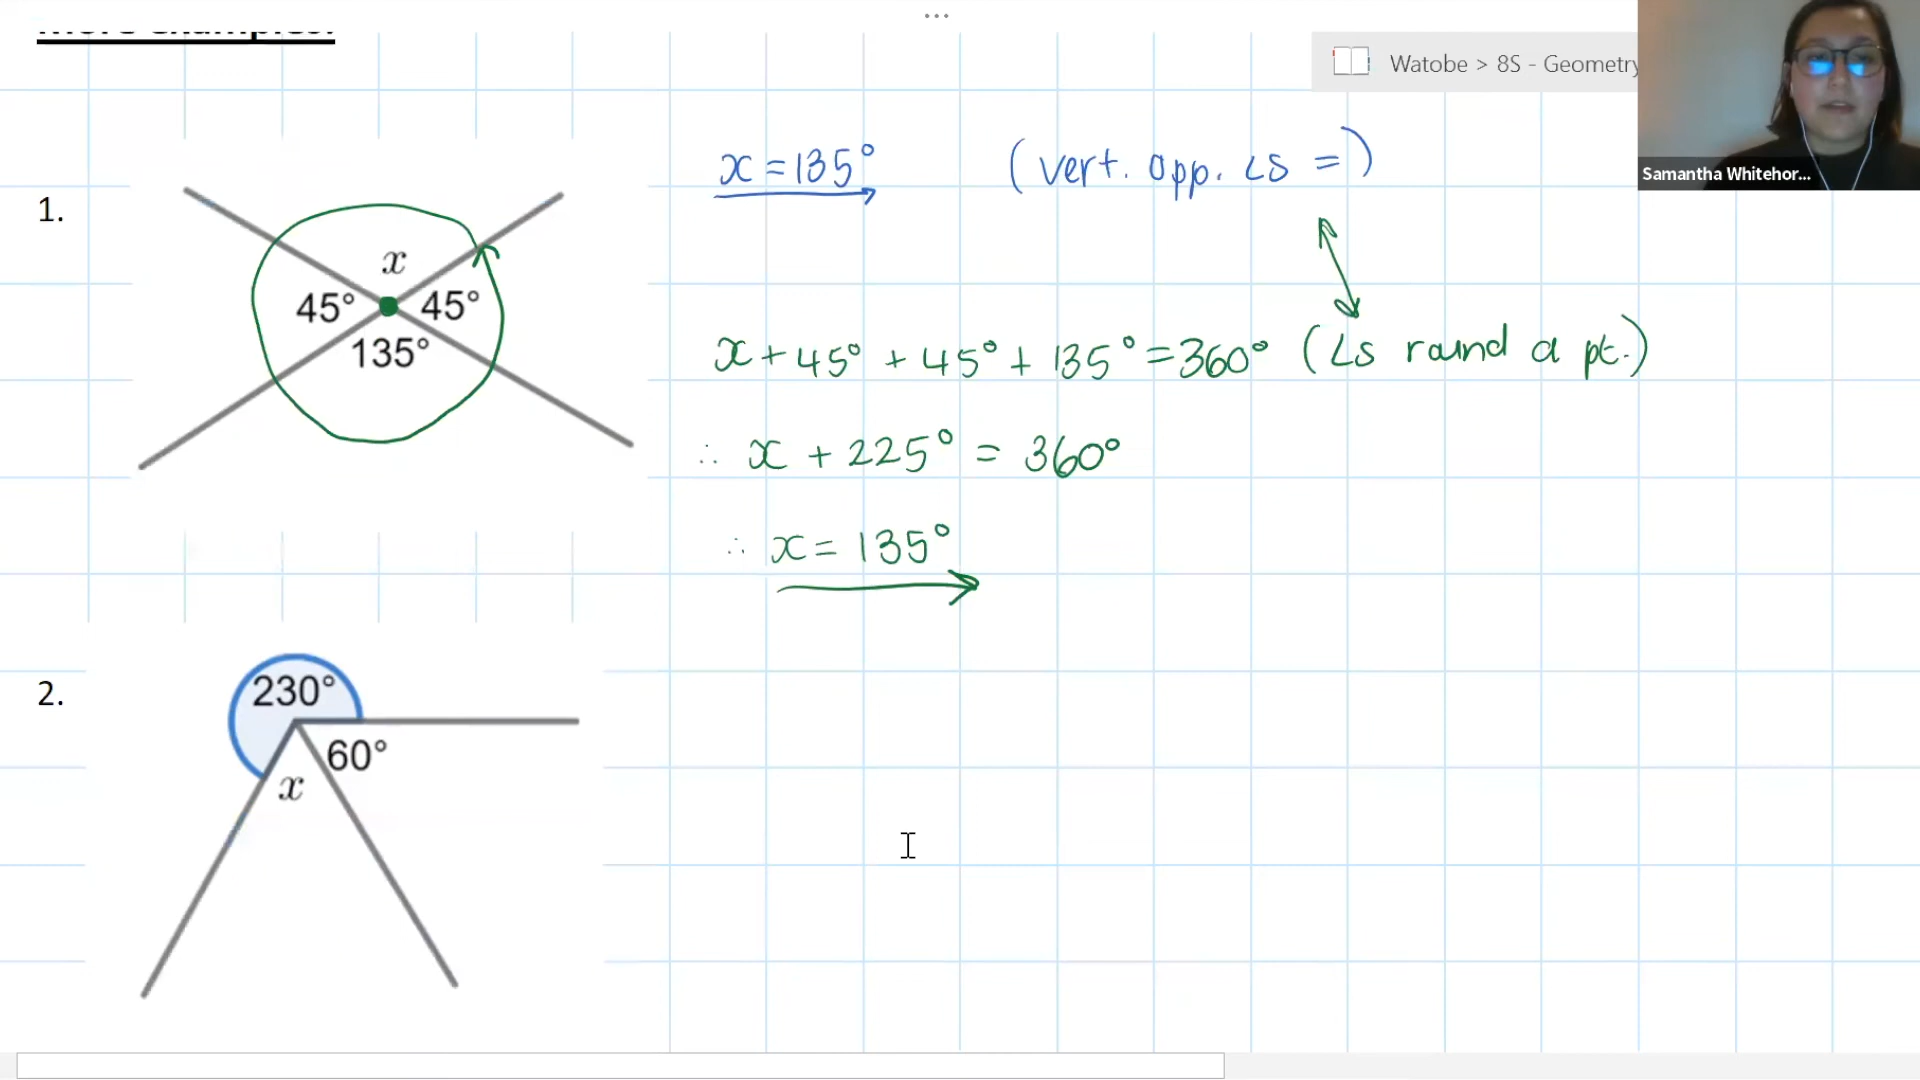 ...
Watobe > 8S - Geometry
Samantha Whitehor...
1.
x
45° 45°
135°
x = 135° (vert. opp. ∠s =)
x + 45° + 45° + 135° = 360° (∠s round a pt.)
∴ x + 225° = 360°
∴ x = 135°
2.
230°
60°
x